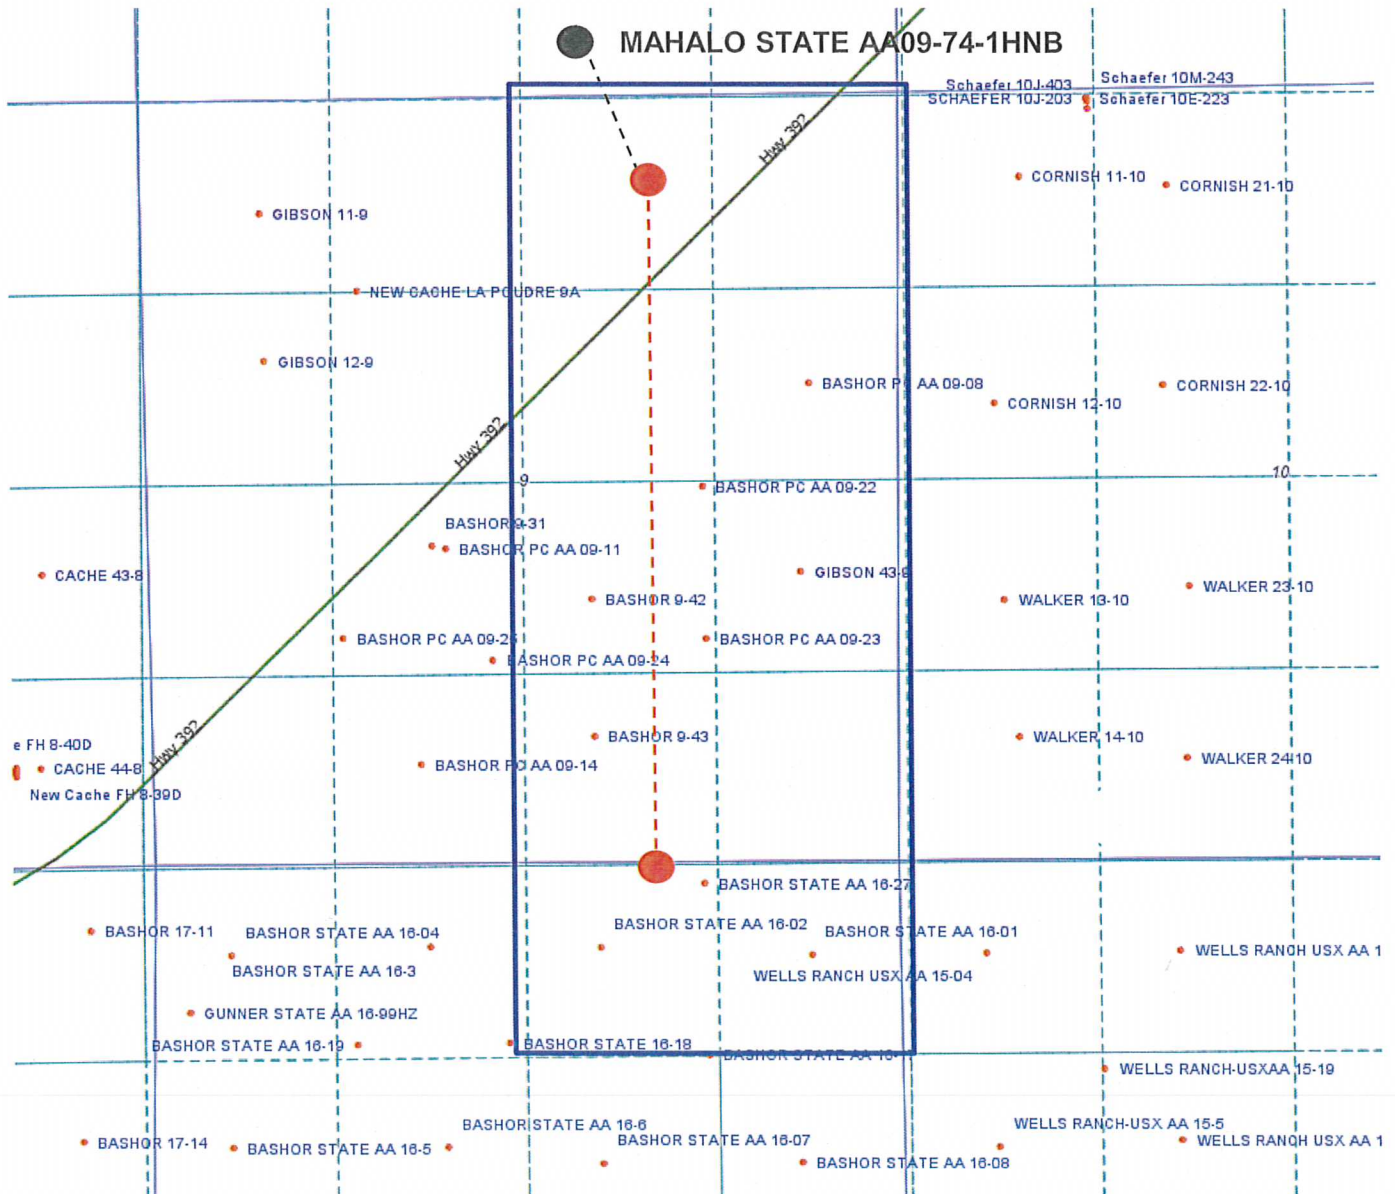 MAHALO STATE AA09-74-1HNB
Schaefer 10J-403
Schaefer 10M-243
SCHAEFER 10J-203
Schaefer 10E-223
Hwy 392
CORNISH 11-10
CORNISH 21-10
GIBSON 11-9
NEW CACHE LA POUDRE 9A
GIBSON 12-9
BASHOR PC AA 09-08
CORNISH 22-10
CORNISH 12-10
Hwy 392
9
10
BASHOR PC AA 09-22
BASHOR 9-31
BASHOR PC AA 09-11
CACHE 43-8
GIBSON 43-9
WALKER 23-10
BASHOR 9-42
WALKER 13-10
BASHOR PC AA 09-25
BASHOR PC AA 09-23
BASHOR PC AA 09-24
Hwy 392
e FH 8-40D
BASHOR 9-43
WALKER 14-10
CACHE 44-8
BASHOR PC AA 09-14
WALKER 24-10
New Cache FH 8-39D
BASHOR STATE AA 16-27
BASHOR 17-11
BASHOR STATE AA 16-04
BASHOR STATE AA 16-02
BASHOR STATE AA 16-01
WELLS RANCH USX AA 1
BASHOR STATE AA 16-3
WELLS RANCH USX AA 15-04
GUNNER STATE AA 16-99HZ
BASHOR STATE AA 16-19
BASHOR STATE 16-18
BASHOR STATE AA 16-
WELLS RANCH-USXAA 15-19
BASHOR STATE AA 16-6
WELLS RANCH-USX AA 15-5
BASHOR 17-14
BASHOR STATE AA 16-5
BASHOR STATE AA 16-07
WELLS RANCH USX AA 1
BASHOR STATE AA 16-08